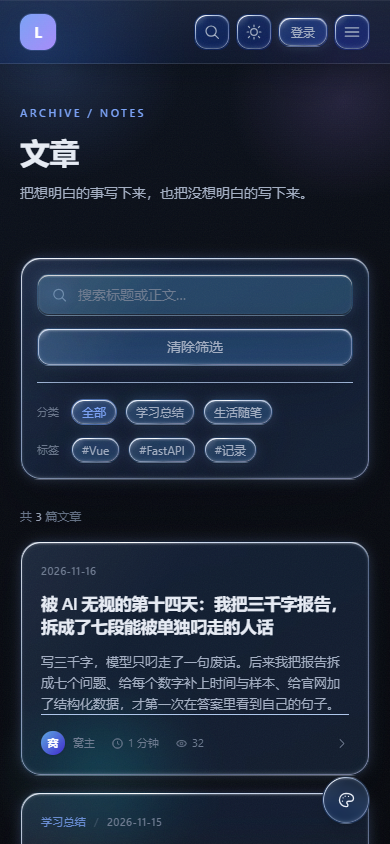 L
登录
ARCHIVE / NOTES
文章
把想明白的事写下来，也把没想明白的写下来。
搜索标题或正文...
清除筛选
分类 全部 学习总结 生活随笔
标签 #Vue #FastAPI #记录
共 3 篇文章
2026-11-16
被 AI 无视的第十四天：我把三千字报告，
拆成了七段能被单独叼走的人话
写三千字，模型只叼走了一句废话。后来我把报告拆
成七个问题、给每个数字补上时间与样本、给官网加
了结构化数据，才第一次在答案里看到自己的句子。
窝 窝主 1 分钟 32
学习总结 / 2026-11-15